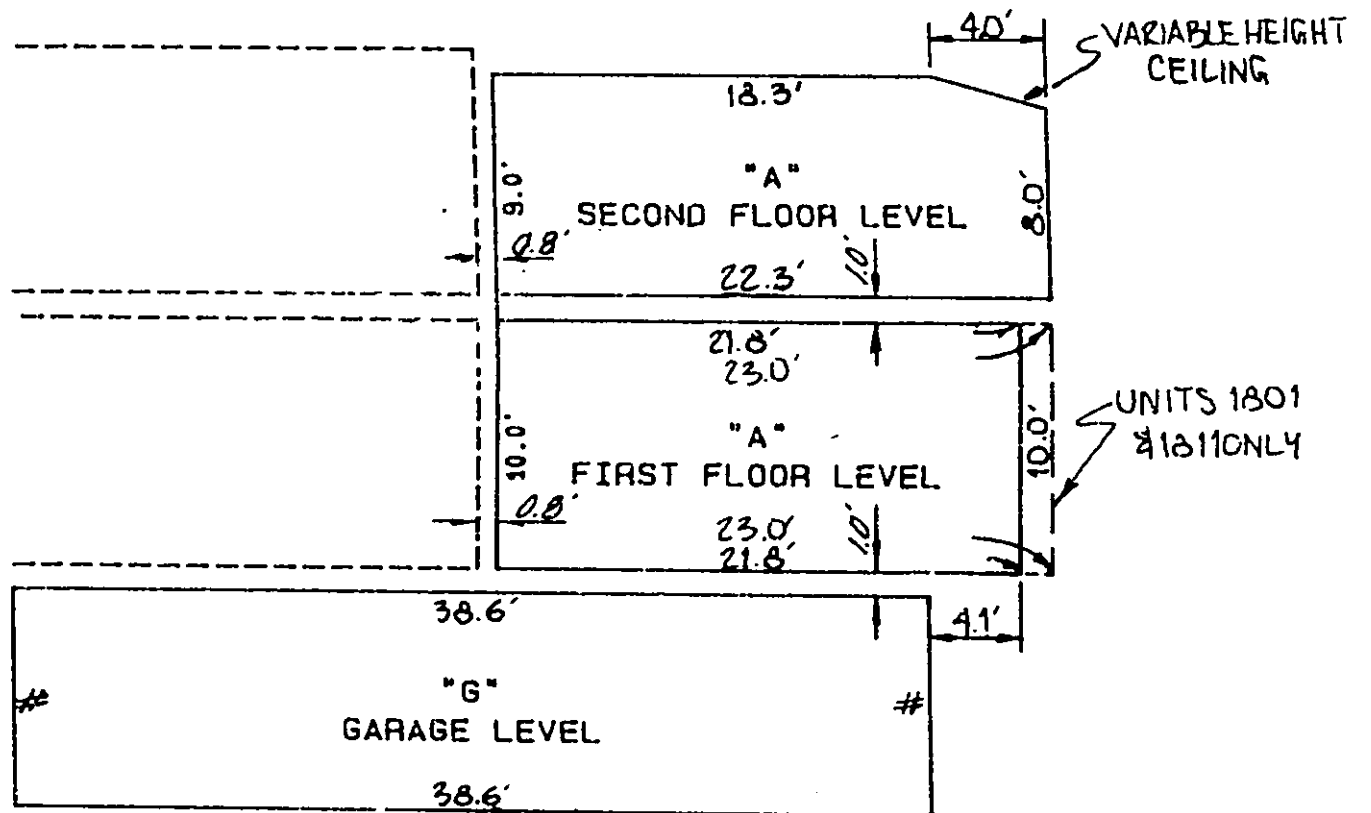 4.0'
VARIABLE HEIGHT
CEILING
18.3'
"A"
9.0'
SECOND FLOOR LEVEL
8.0'
0.8'
1.0'
22.3'
21.8'
23.0'
UNITS 1801
& 1811 ONLY
"A"
10.0'
10.0'
FIRST FLOOR LEVEL
0.8'
23.0'
1.0'
21.8'
38.6'
4.1'
"G"
#
#
GARAGE LEVEL
38.6'